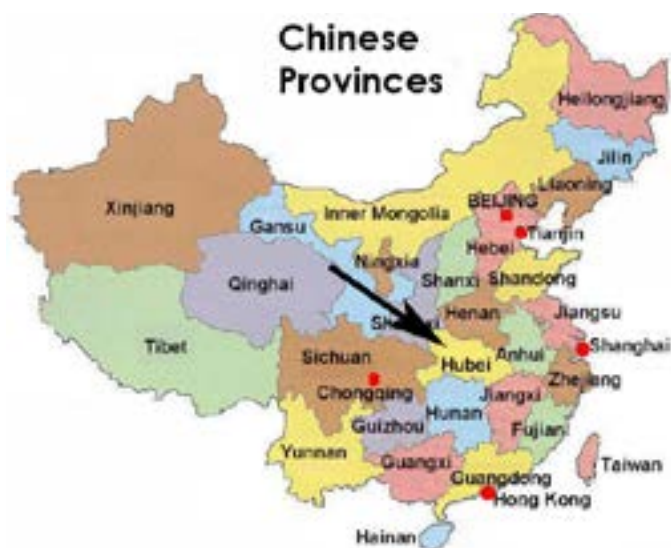 Chinese
Provinces
Heilongjiang
Jilin
Liaoning
BEIJING
Tianjin
Hebei
Inner Mongolia
Xinjiang
Gansu
Ningxia
Shanxi
Shandong
Qinghai
Henan
Jiangsu
Tibet
Sichuan
Hubei
Anhui
Shanghai
Chongqing
Zhejiang
Hunan
Jiangxi
Guizhou
Fujian
Yunnan
Guangxi
Guangdong
Taiwan
Hong Kong
Hainan